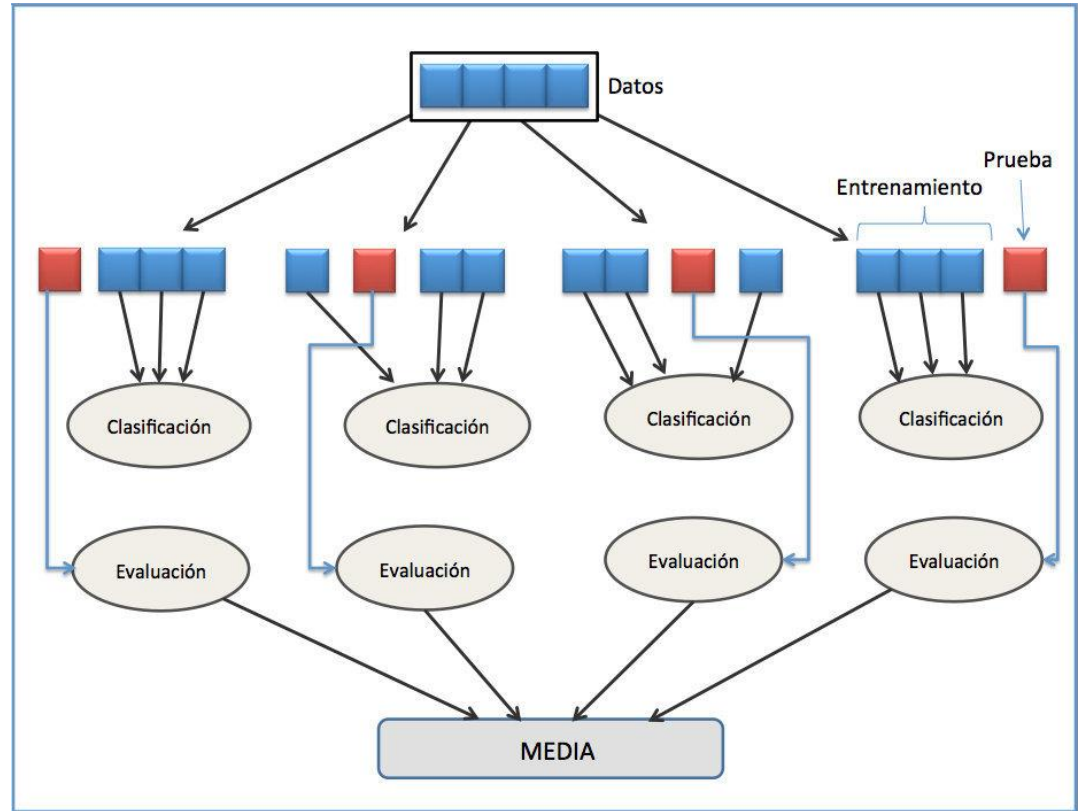 Datos
Prueba
Entrenamiento
Clasificación
Clasificación
Clasificación
Clasificación
Evaluación
Evaluación
Evaluación
Evaluación
MEDIA